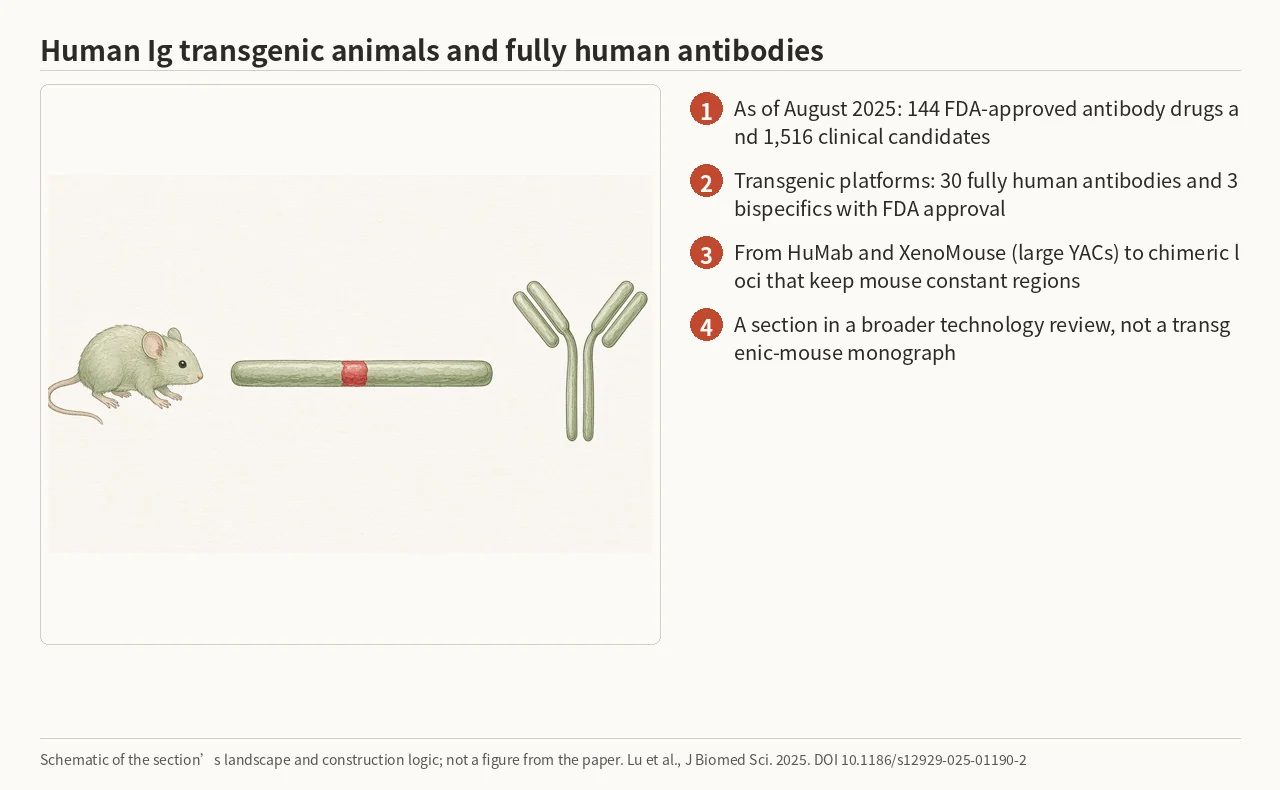 Human Ig transgenic animals and fully human antibodies
1
As of August 2025: 144 FDA-approved antibody drugs a
nd 1,516 clinical candidates
2
Transgenic platforms: 30 fully human antibodies and 3
bispecifics with FDA approval
3
From HuMab and XenoMouse (large YACs) to chimeric l
oci that keep mouse constant regions
4
A section in a broader technology review, not a transg
enic-mouse monograph
Schematic of the section’s landscape and construction logic; not a figure from the paper. Lu et al., J Biomed Sci. 2025. DOI 10.1186/s12929-025-01190-2